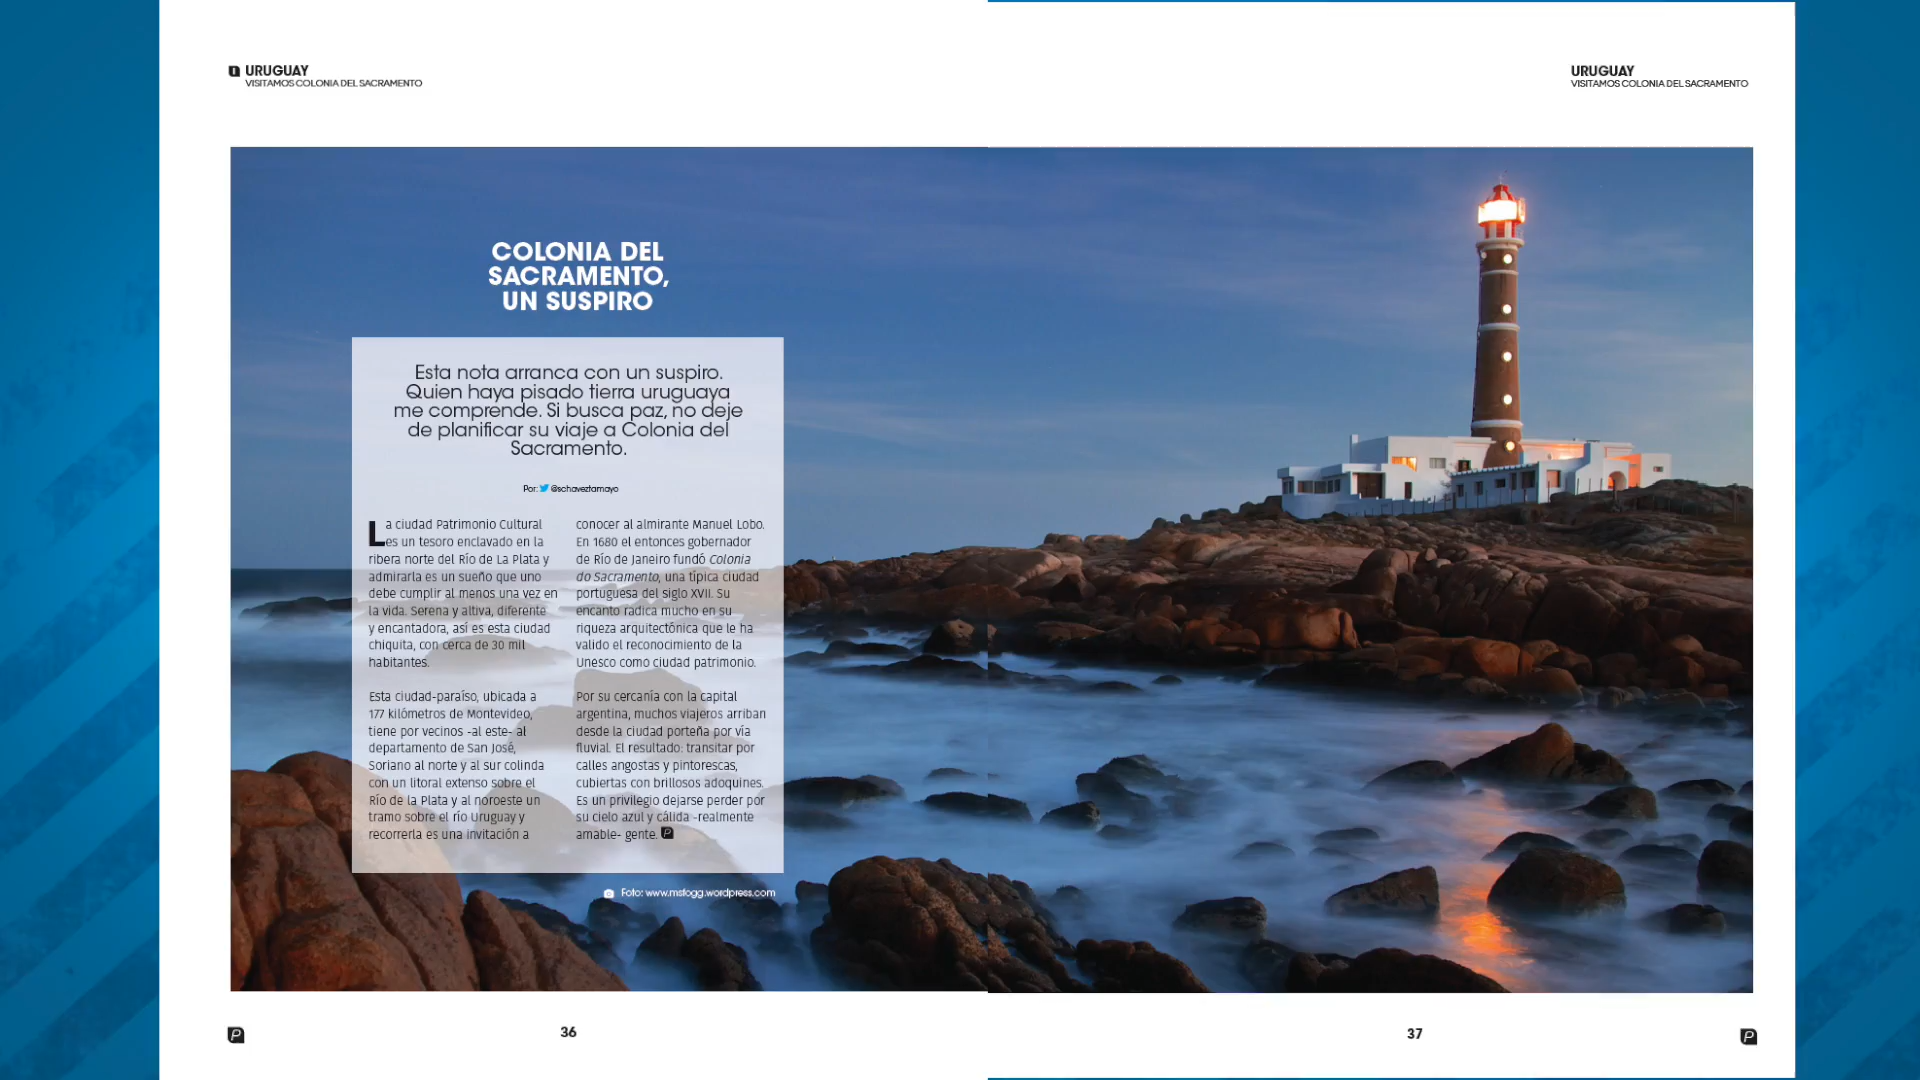 URUGUAY
VISITAMOS COLONIA DEL SACRAMENTO
URUGUAY
VISITAMOS COLONIA DEL SACRAMENTO
COLONIA DEL
SACRAMENTO,
UN SUSPIRO
Esta nota arranca con un suspiro.
Quien haya pisado tierra uruguaya
me comprende. Si busca paz, no deje
de planificar su viaje a Colonia del
Sacramento.
Por: @schaveztamayo
La ciudad Patrimonio Cultural
es un tesoro enclavado en la
ribera norte del Río de La Plata y
admirarla es un sueño que uno
debe cumplir al menos una vez en
la vida. Serena y altiva, diferente
y encantadora, así es esta ciudad
chiquita, con cerca de 30 mil
habitantes.
Esta ciudad-paraíso, ubicada a
177 kilómetros de Montevideo,
tiene por vecinos -al este- al
departamento de San José,
Soriano al norte y al sur colinda
con un litoral extenso sobre el
Río de la Plata y al noroeste un
tramo sobre el río Uruguay y
recorrerla es una invitación a
conocer al almirante Manuel Lobo.
En 1680 el entonces gobernador
de Río de Janeiro fundó Colonia
do Sacramento, una típica ciudad
portuguesa del siglo XVII. Su
encanto radica mucho en su
riqueza arquitectónica que le ha
valido el reconocimiento de la
Unesco como ciudad patrimonio.
Por su cercanía con la capital
argentina, muchos viajeros arriban
desde la ciudad porteña por vía
fluvial. El resultado: transitar por
calles angostas y pintorescas,
cubiertas con brillosos adoquines.
Es un privilegio dejarse perder por
su cielo azul y cálida -realmente
amable- gente. P
Foto: www.msfogg.wordpress.com
P
36
37
P